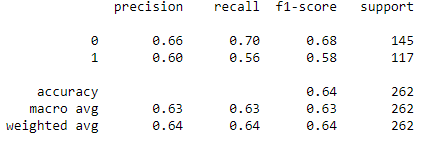 precision recall f1-score support
0 0.66 0.70 0.68 145
1 0.60 0.56 0.58 117
accuracy 0.64 262
macro avg 0.63 0.63 0.63 262
weighted avg 0.64 0.64 0.64 262